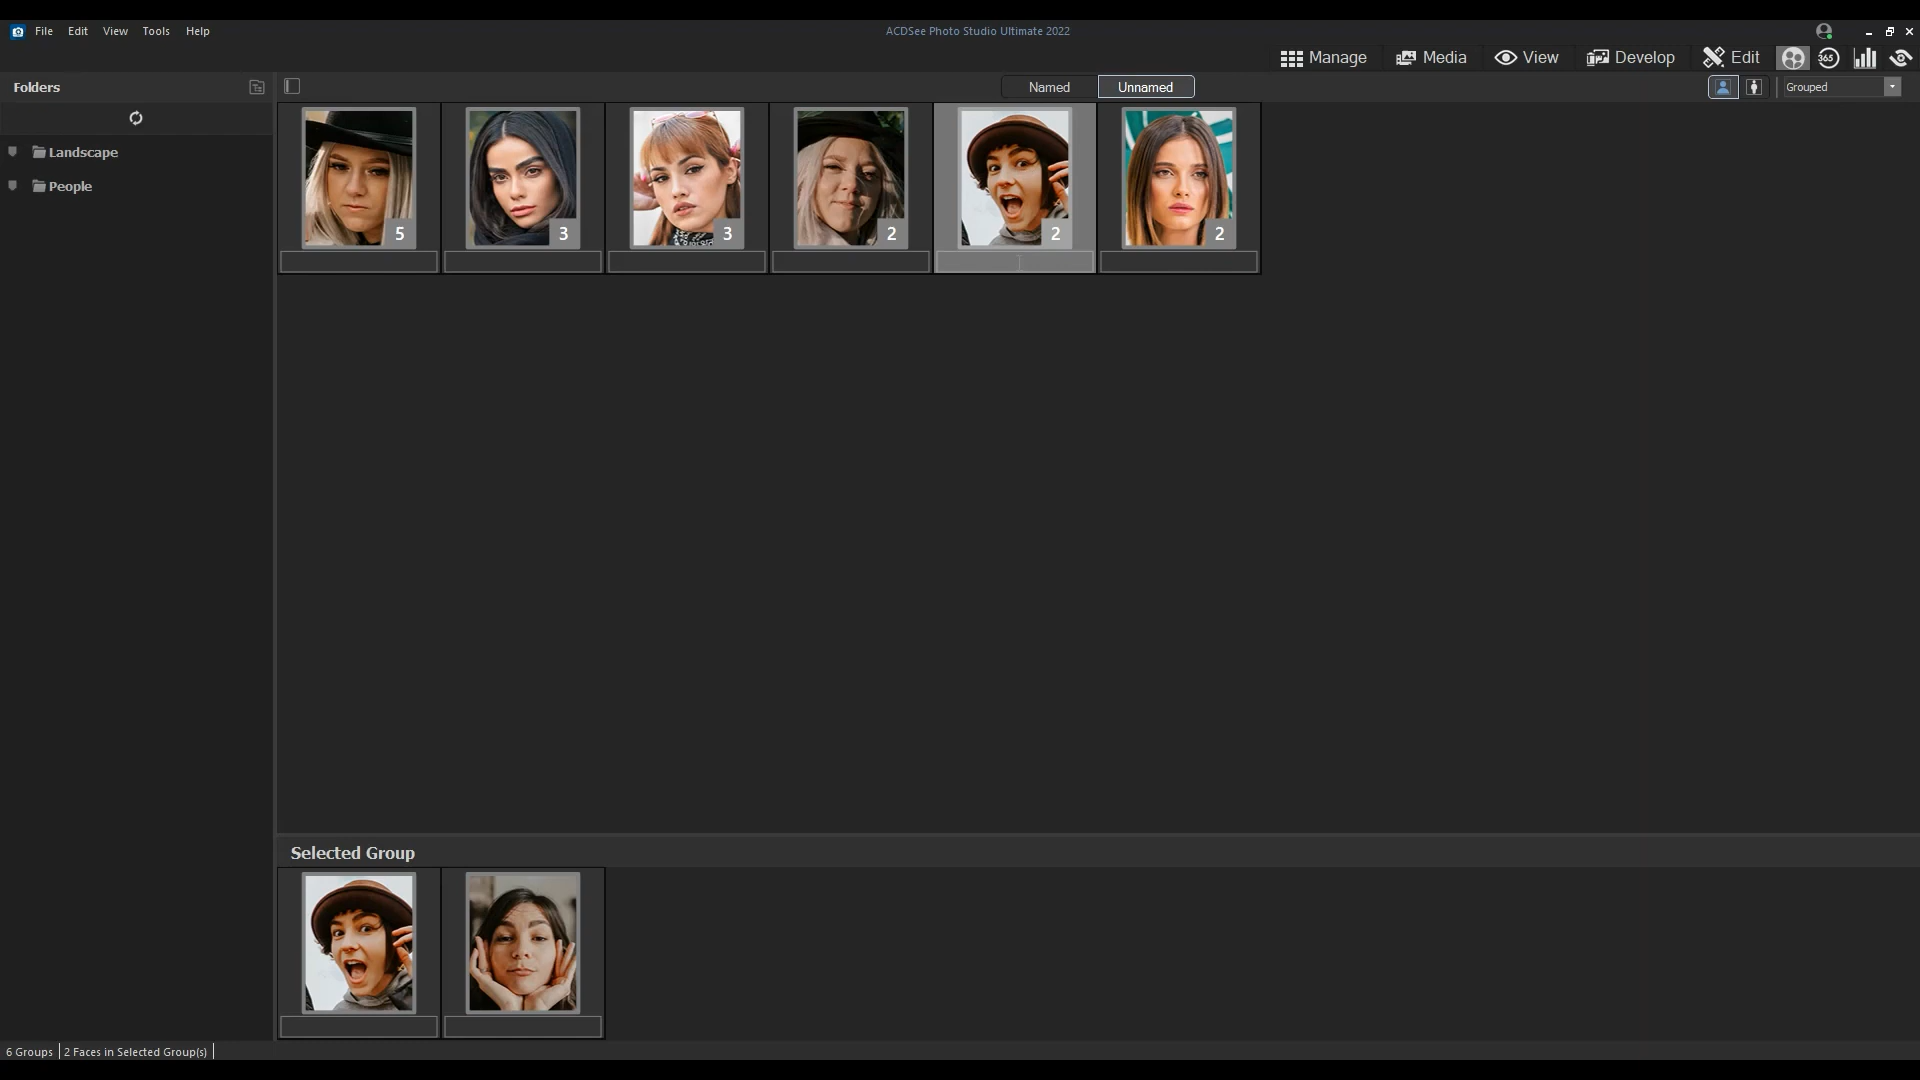 File Edit View Tools Help
ACDSee Photo Studio Ultimate 2022
Manage Media View Develop Edit 365
Folders
Named Unnamed
Grouped
Landscape
People
5 3 3 2 2 2
Selected Group
6 Groups 2 Faces in Selected Group(s)